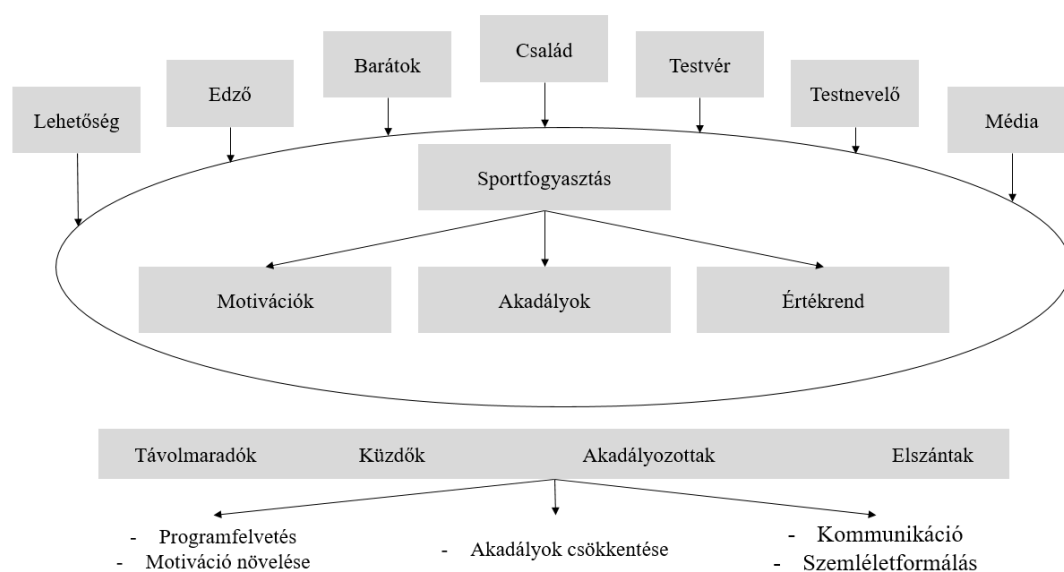 Család
Barátok
Testvér
Edző
Testnevelő
Lehetőség
Média
Sportfogyasztás
Motivációk
Akadályok
Értékrend
Távolmaradók Küzdők Akadályozottak Elszántak
- Programfelvetés
- Motiváció növelése
- Akadályok csökkentése
- Kommunikáció
- Szemléletformálás